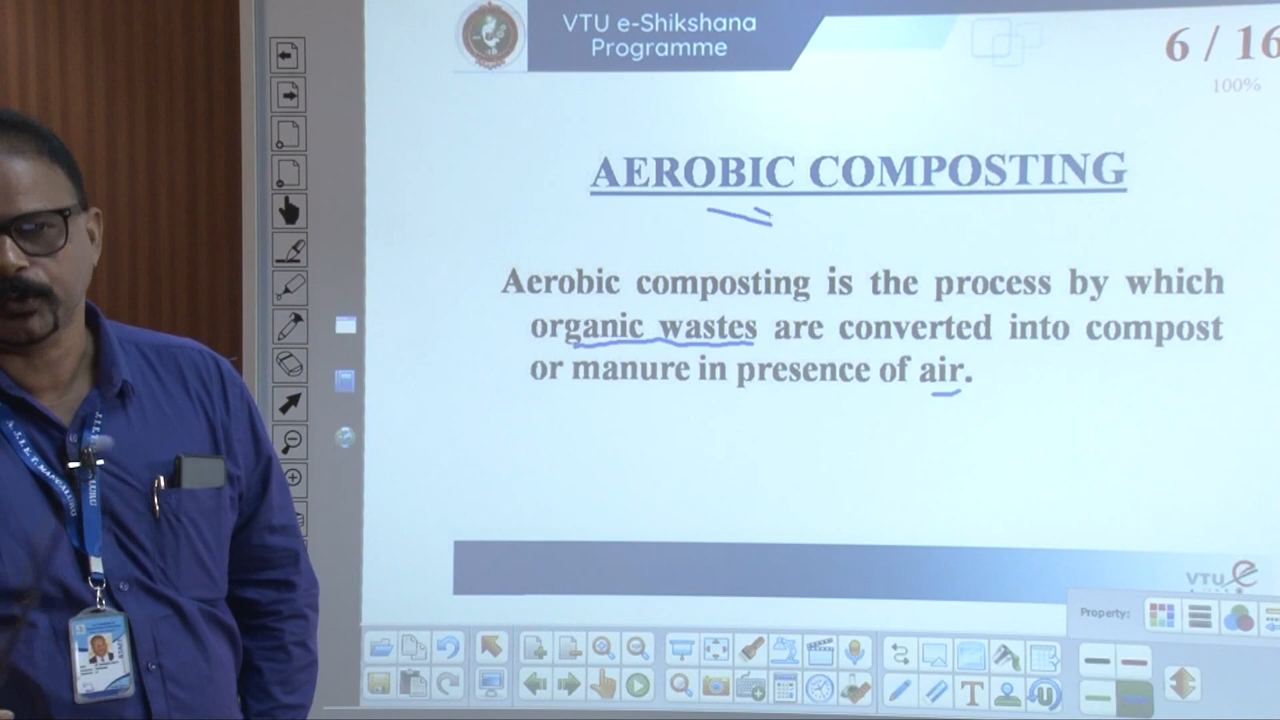 VTU e-Shikshana
Programme
6 / 16
100%
AEROBIC COMPOSTING
Aerobic composting is the process by which
organic wastes are converted into compost
or manure in presence of air.
VTU e
Property: